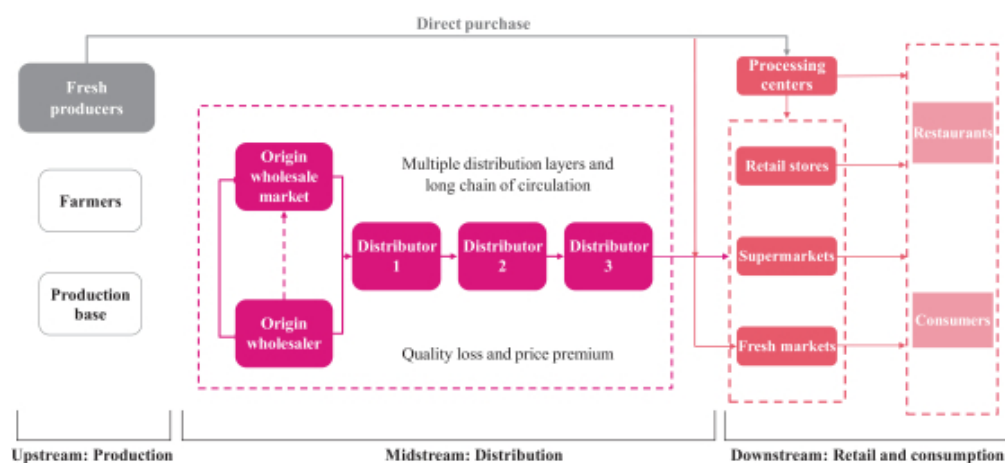 Direct purchase
Fresh
producers
Farmers
Production
base
Origin
wholesale
market
Multiple distribution layers and
long chain of circulation
Distributor
1
Distributor
2
Distributor
3
Origin
wholesaler
Quality loss and price premium
Processing
centers
Retail stores
Supermarkets
Fresh markets
Restaurants
Consumers
Upstream: Production
Midstream: Distribution
Downstream: Retail and consumption